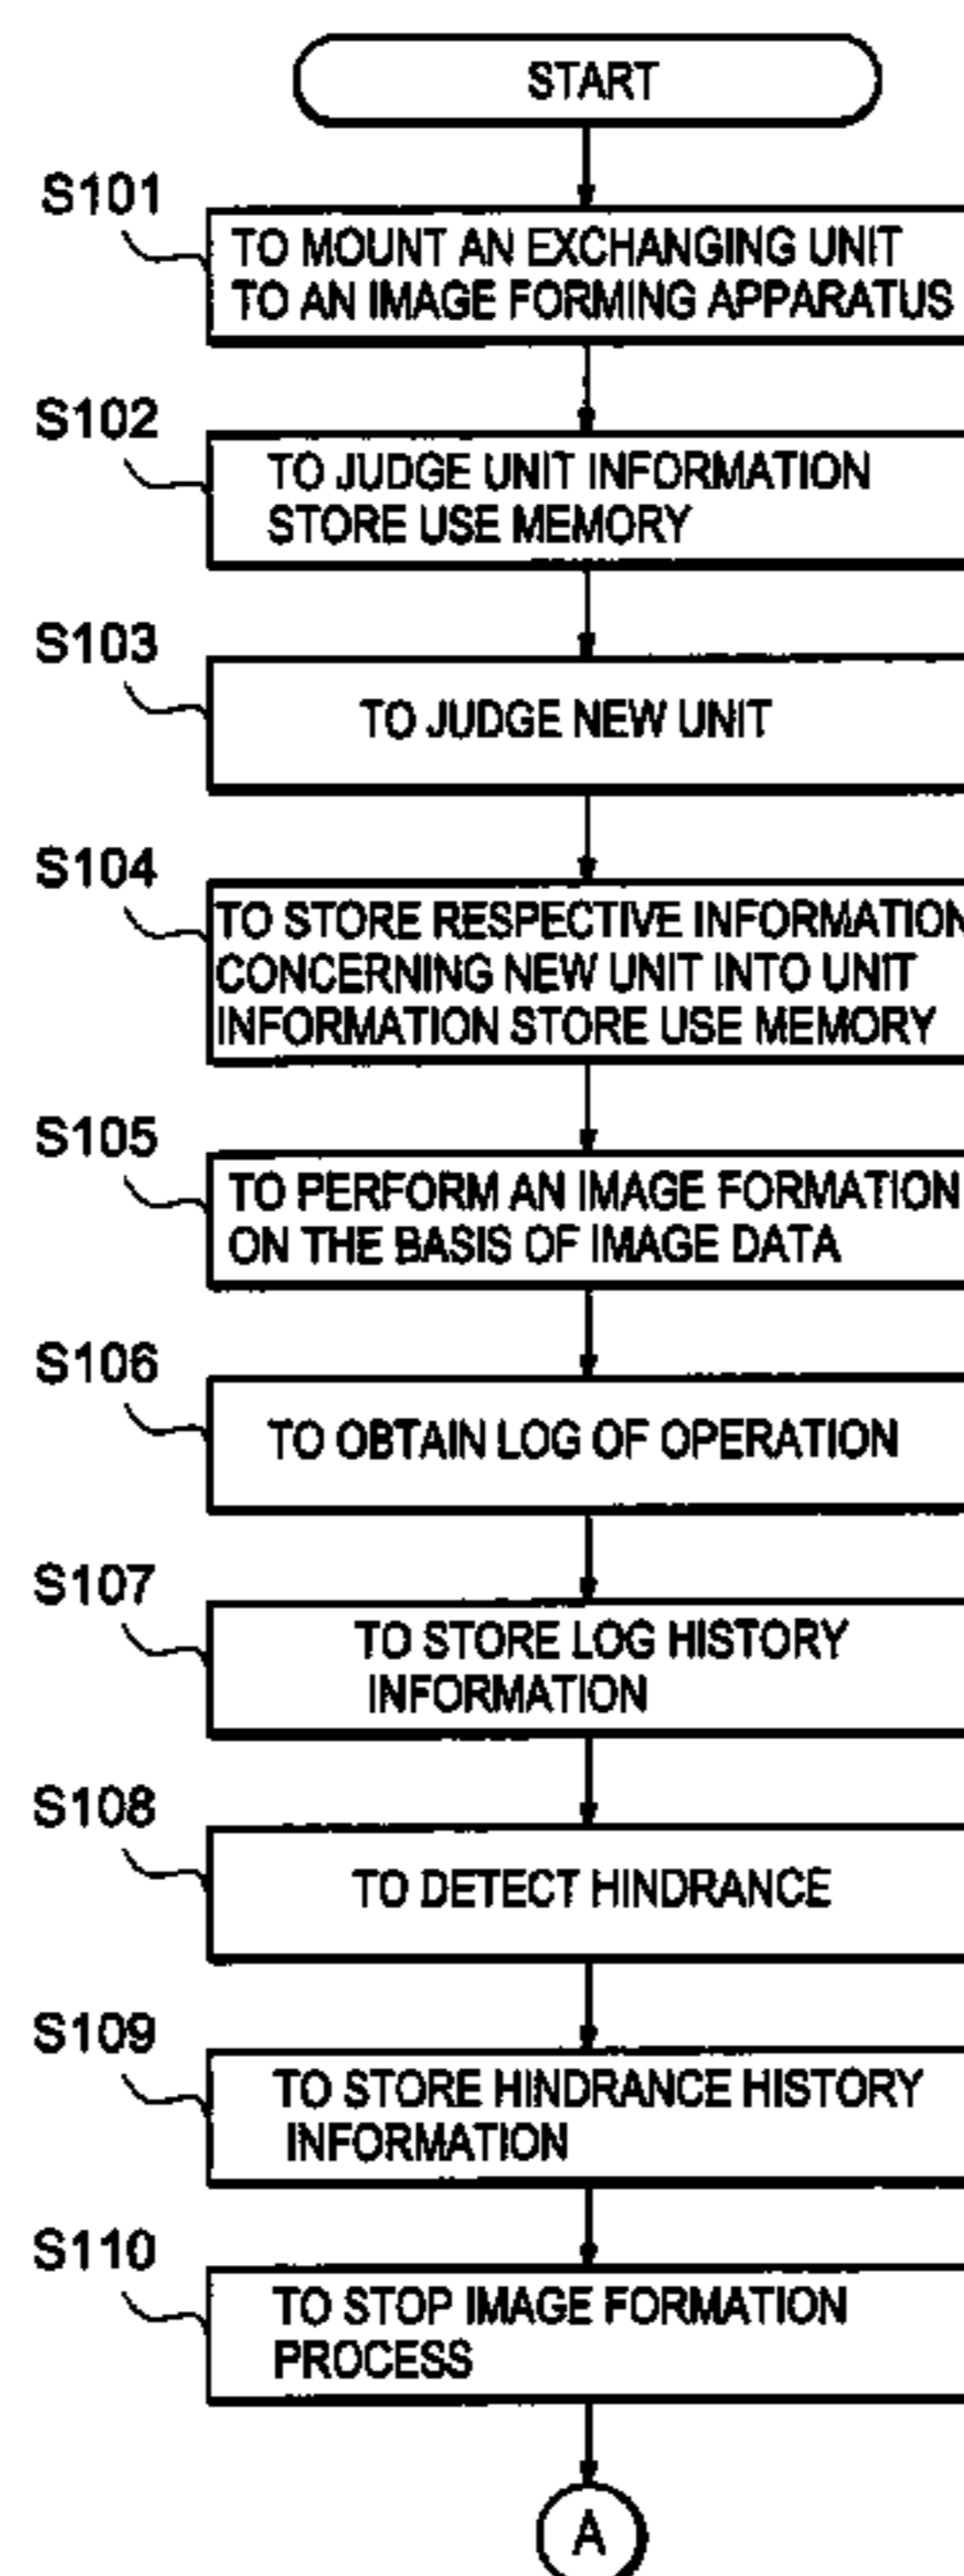 START
S101
TO MOUNT AN EXCHANGING UNIT
TO AN IMAGE FORMING APPARATUS
S102
TO JUDGE UNIT INFORMATION
STORE USE MEMORY
S103
TO JUDGE NEW UNIT
S104
TO STORE RESPECTIVE INFORMATION
CONCERNING NEW UNIT INTO UNIT
INFORMATION STORE USE MEMORY
S105
TO PERFORM AN IMAGE FORMATION
ON THE BASIS OF IMAGE DATA
S106
TO OBTAIN LOG OF OPERATION
S107
TO STORE LOG HISTORY
INFORMATION
S108
TO DETECT HINDRANCE
S109
TO STORE HINDRANCE HISTORY
INFORMATION
S110
TO STOP IMAGE FORMATION
PROCESS
A